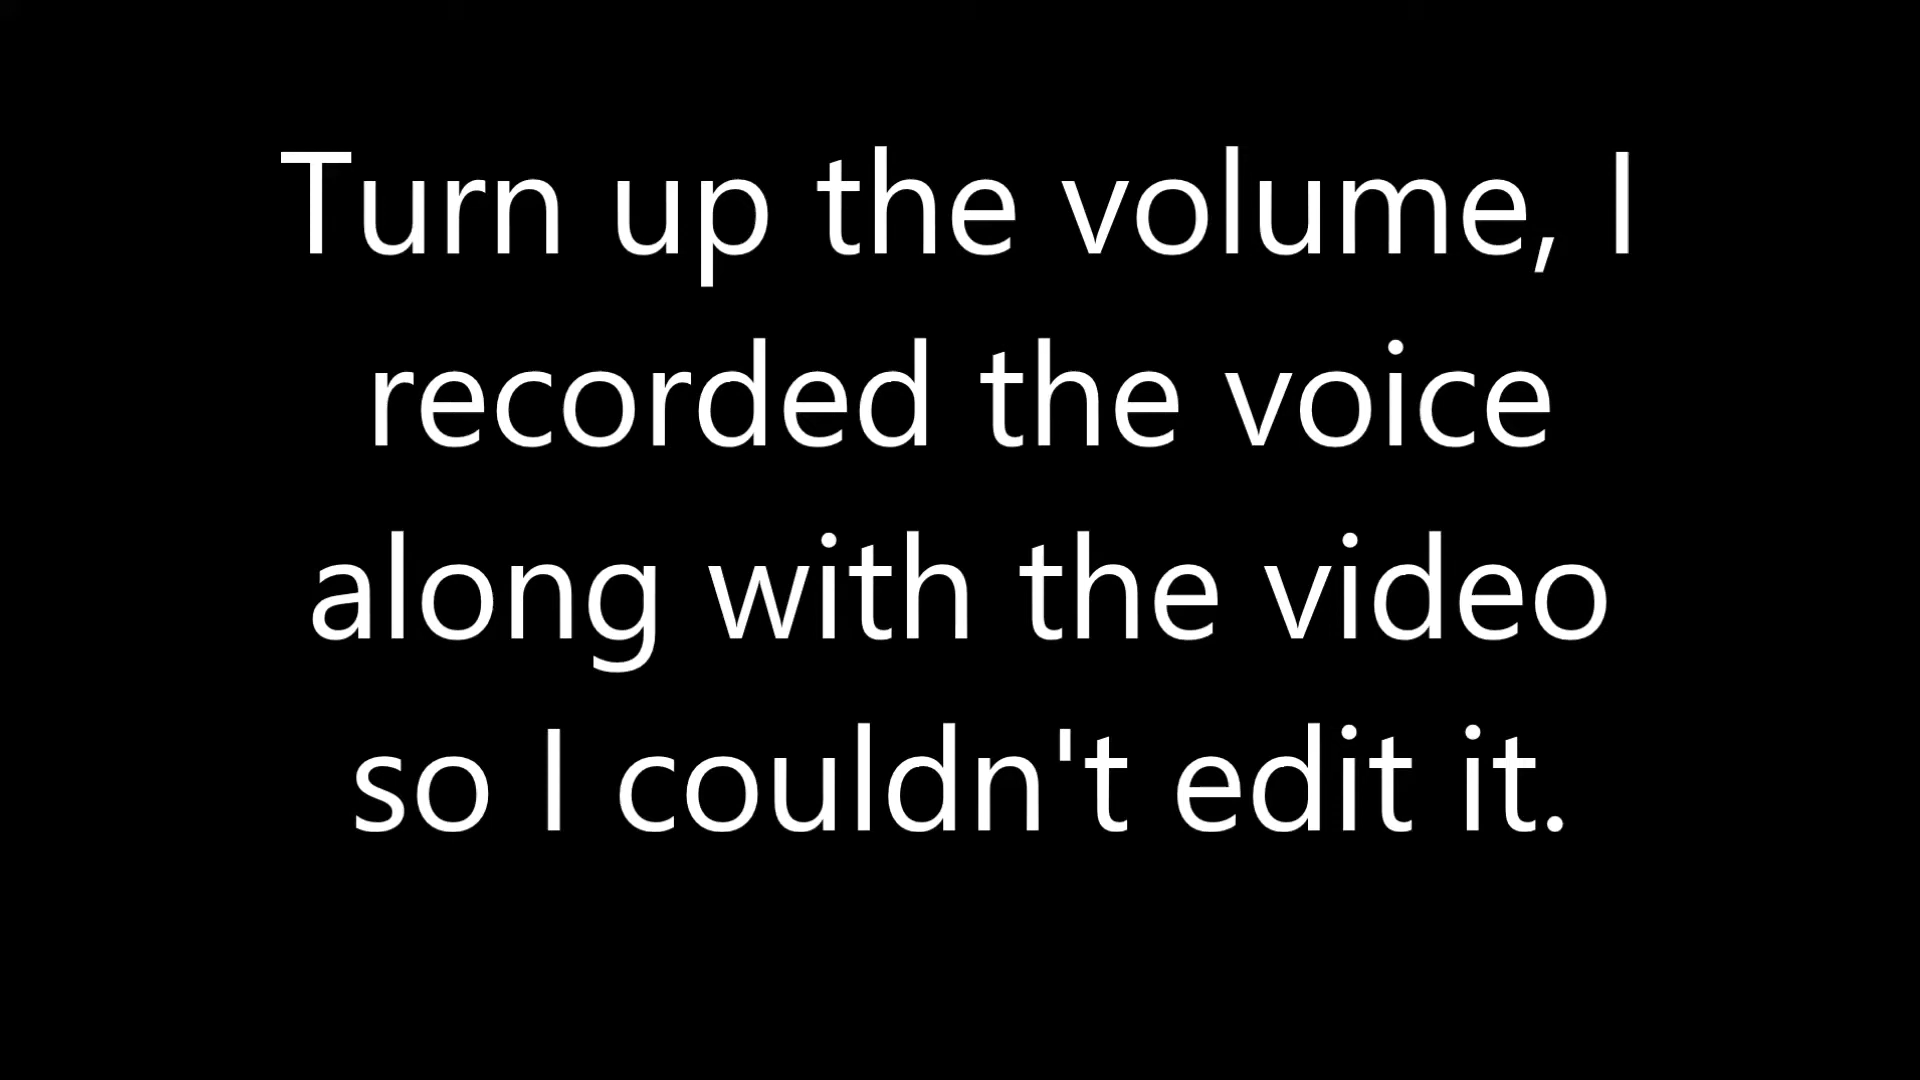 Turn up the volume, I
recorded the voice
along with the video
so I couldn't edit it.